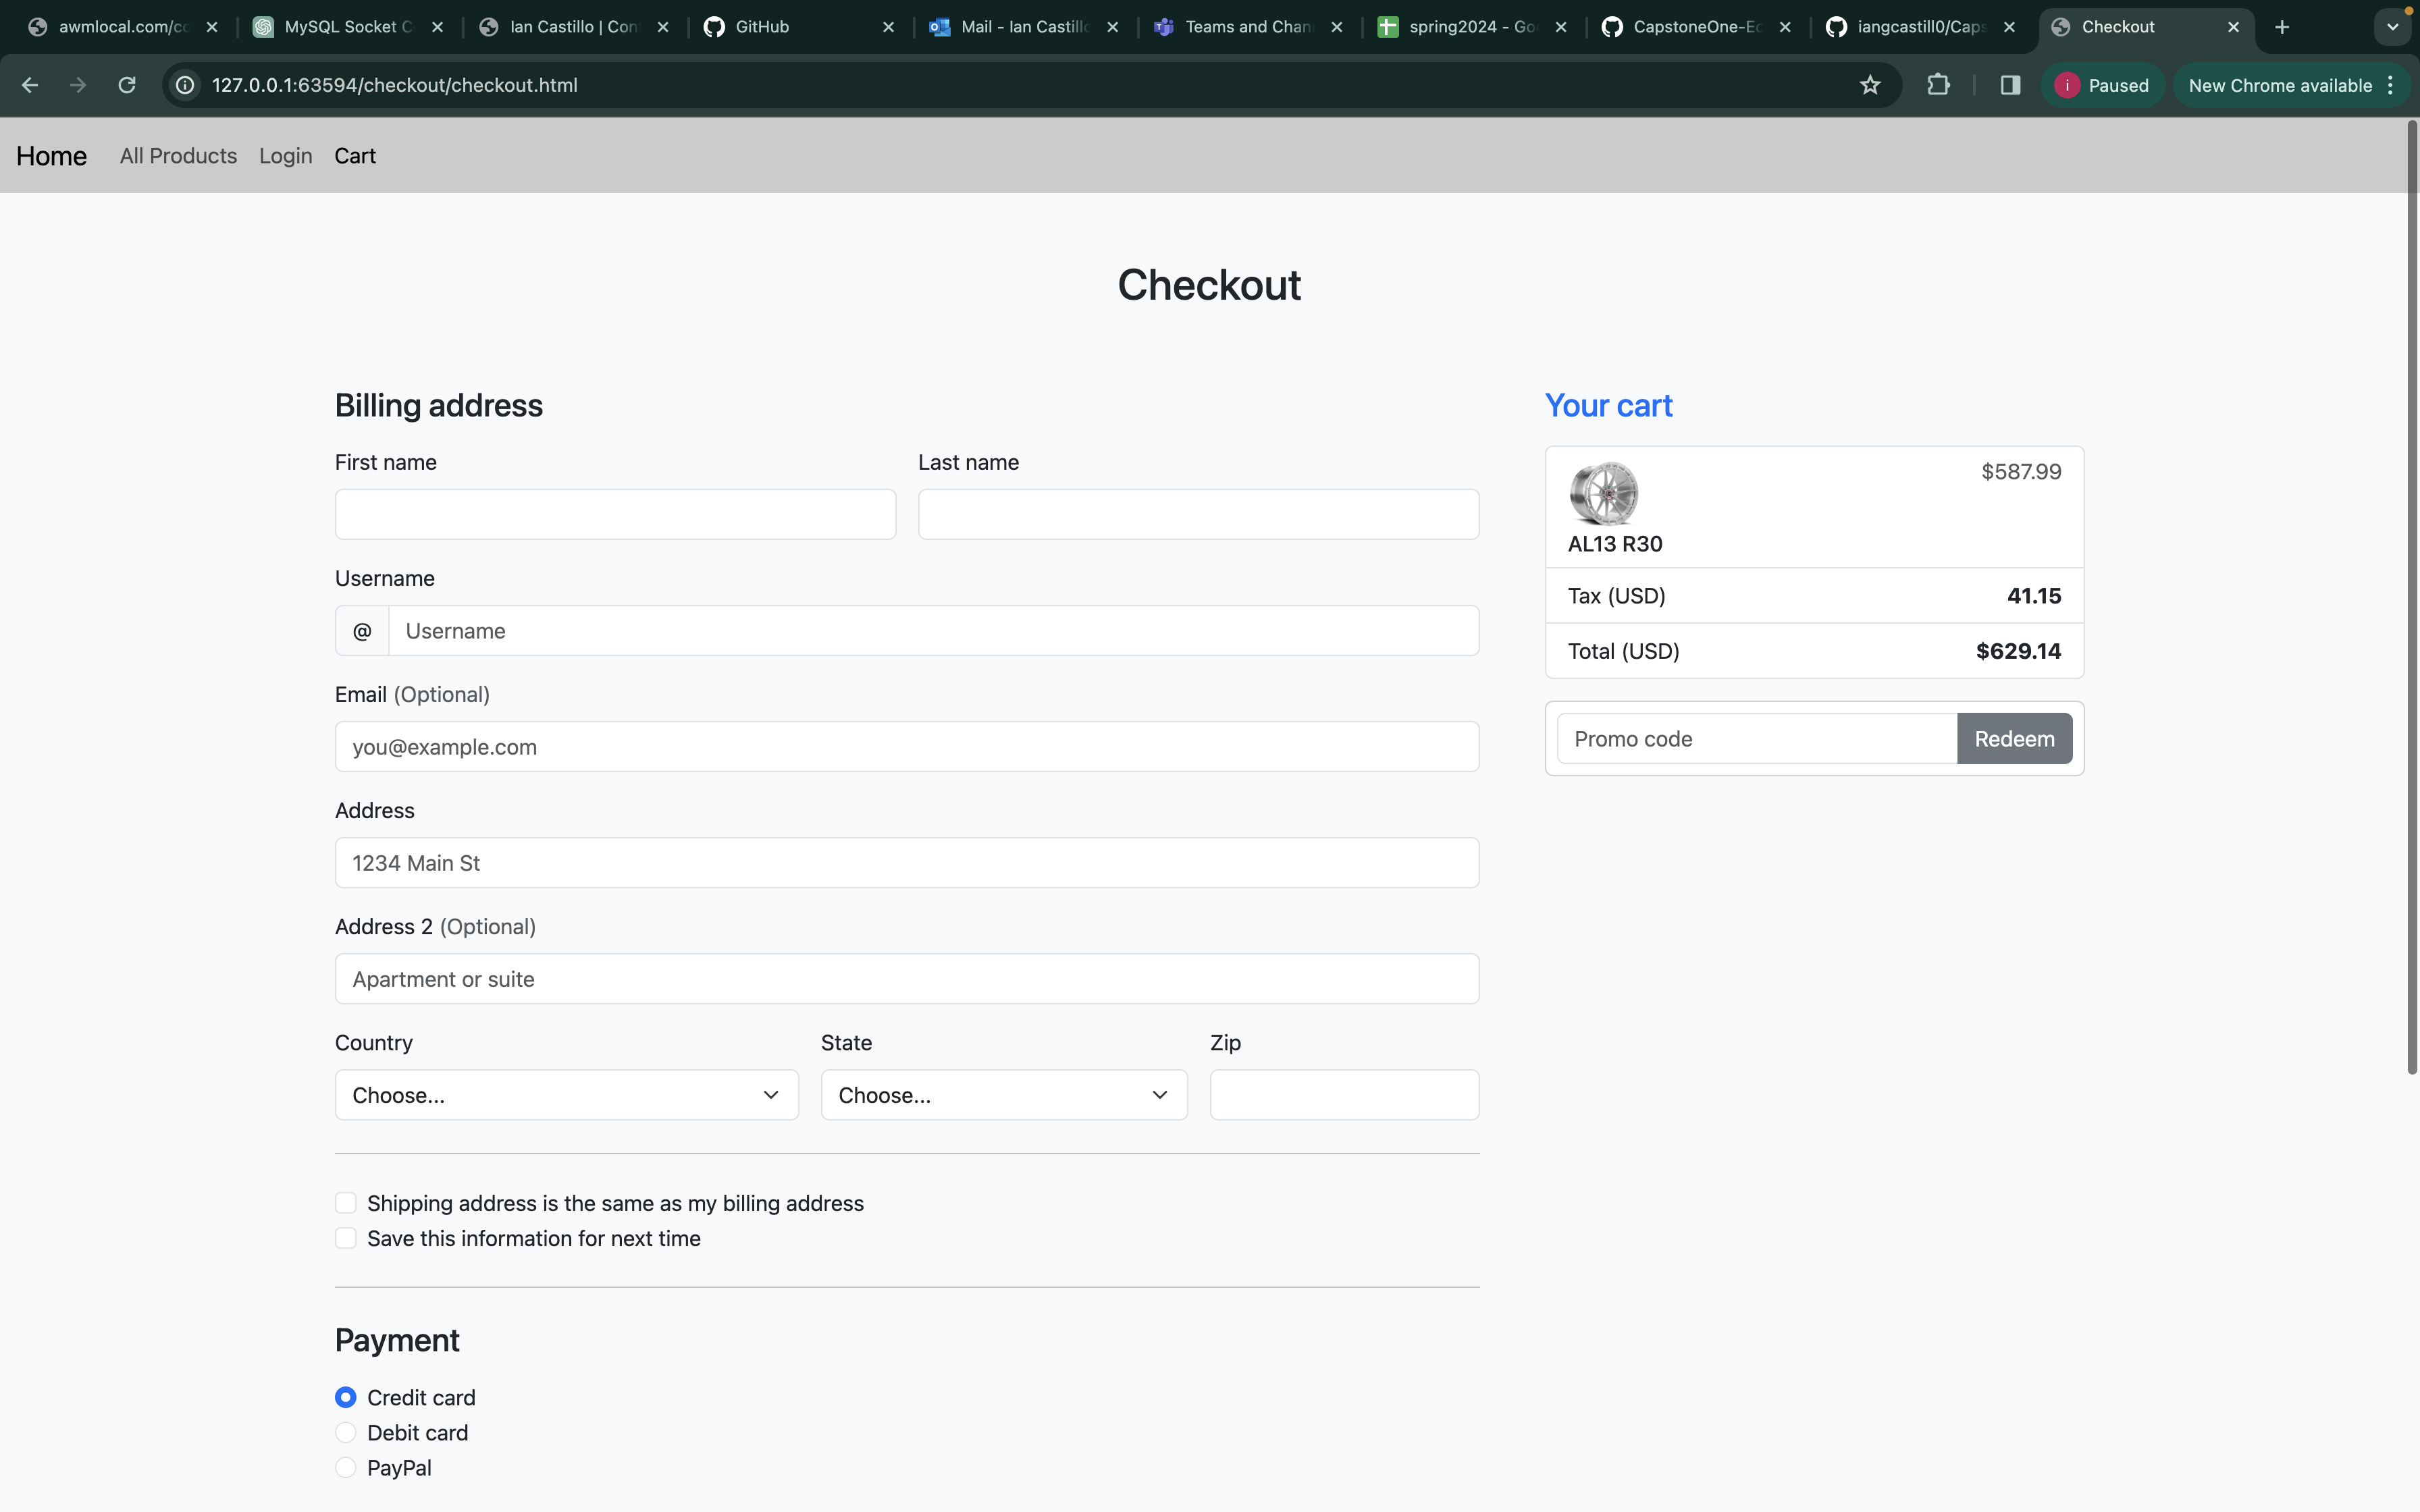 awmlocal.com/cc
MySQL Socket C
Ian Castillo | Con
GitHub
Mail - Ian Castillo
Teams and Chan
spring2024 - Go
CapstoneOne-Ec
iangcastill0/Caps
Checkout
127.0.0.1:63594/checkout/checkout.html
i Paused
New Chrome available
Home All Products Login Cart
Checkout
Billing address
First name
Last name
Username
@ Username
Email (Optional)
you@example.com
Address
1234 Main St
Address 2 (Optional)
Apartment or suite
Country
State
Zip
Choose...
Choose...
Shipping address is the same as my billing address
Save this information for next time
Payment
Credit card
Debit card
PayPal
Your cart
$587.99
AL13 R30
Tax (USD) 41.15
Total (USD) $629.14
Promo code Redeem